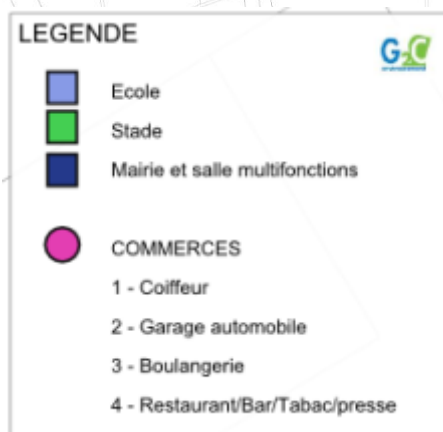 LEGENDE
G2C
Ecole
Stade
Mairie et salle multifonctions
COMMERCES
1 - Coiffeur
2 - Garage automobile
3 - Boulangerie
4 - Restaurant/Bar/Tabac/presse